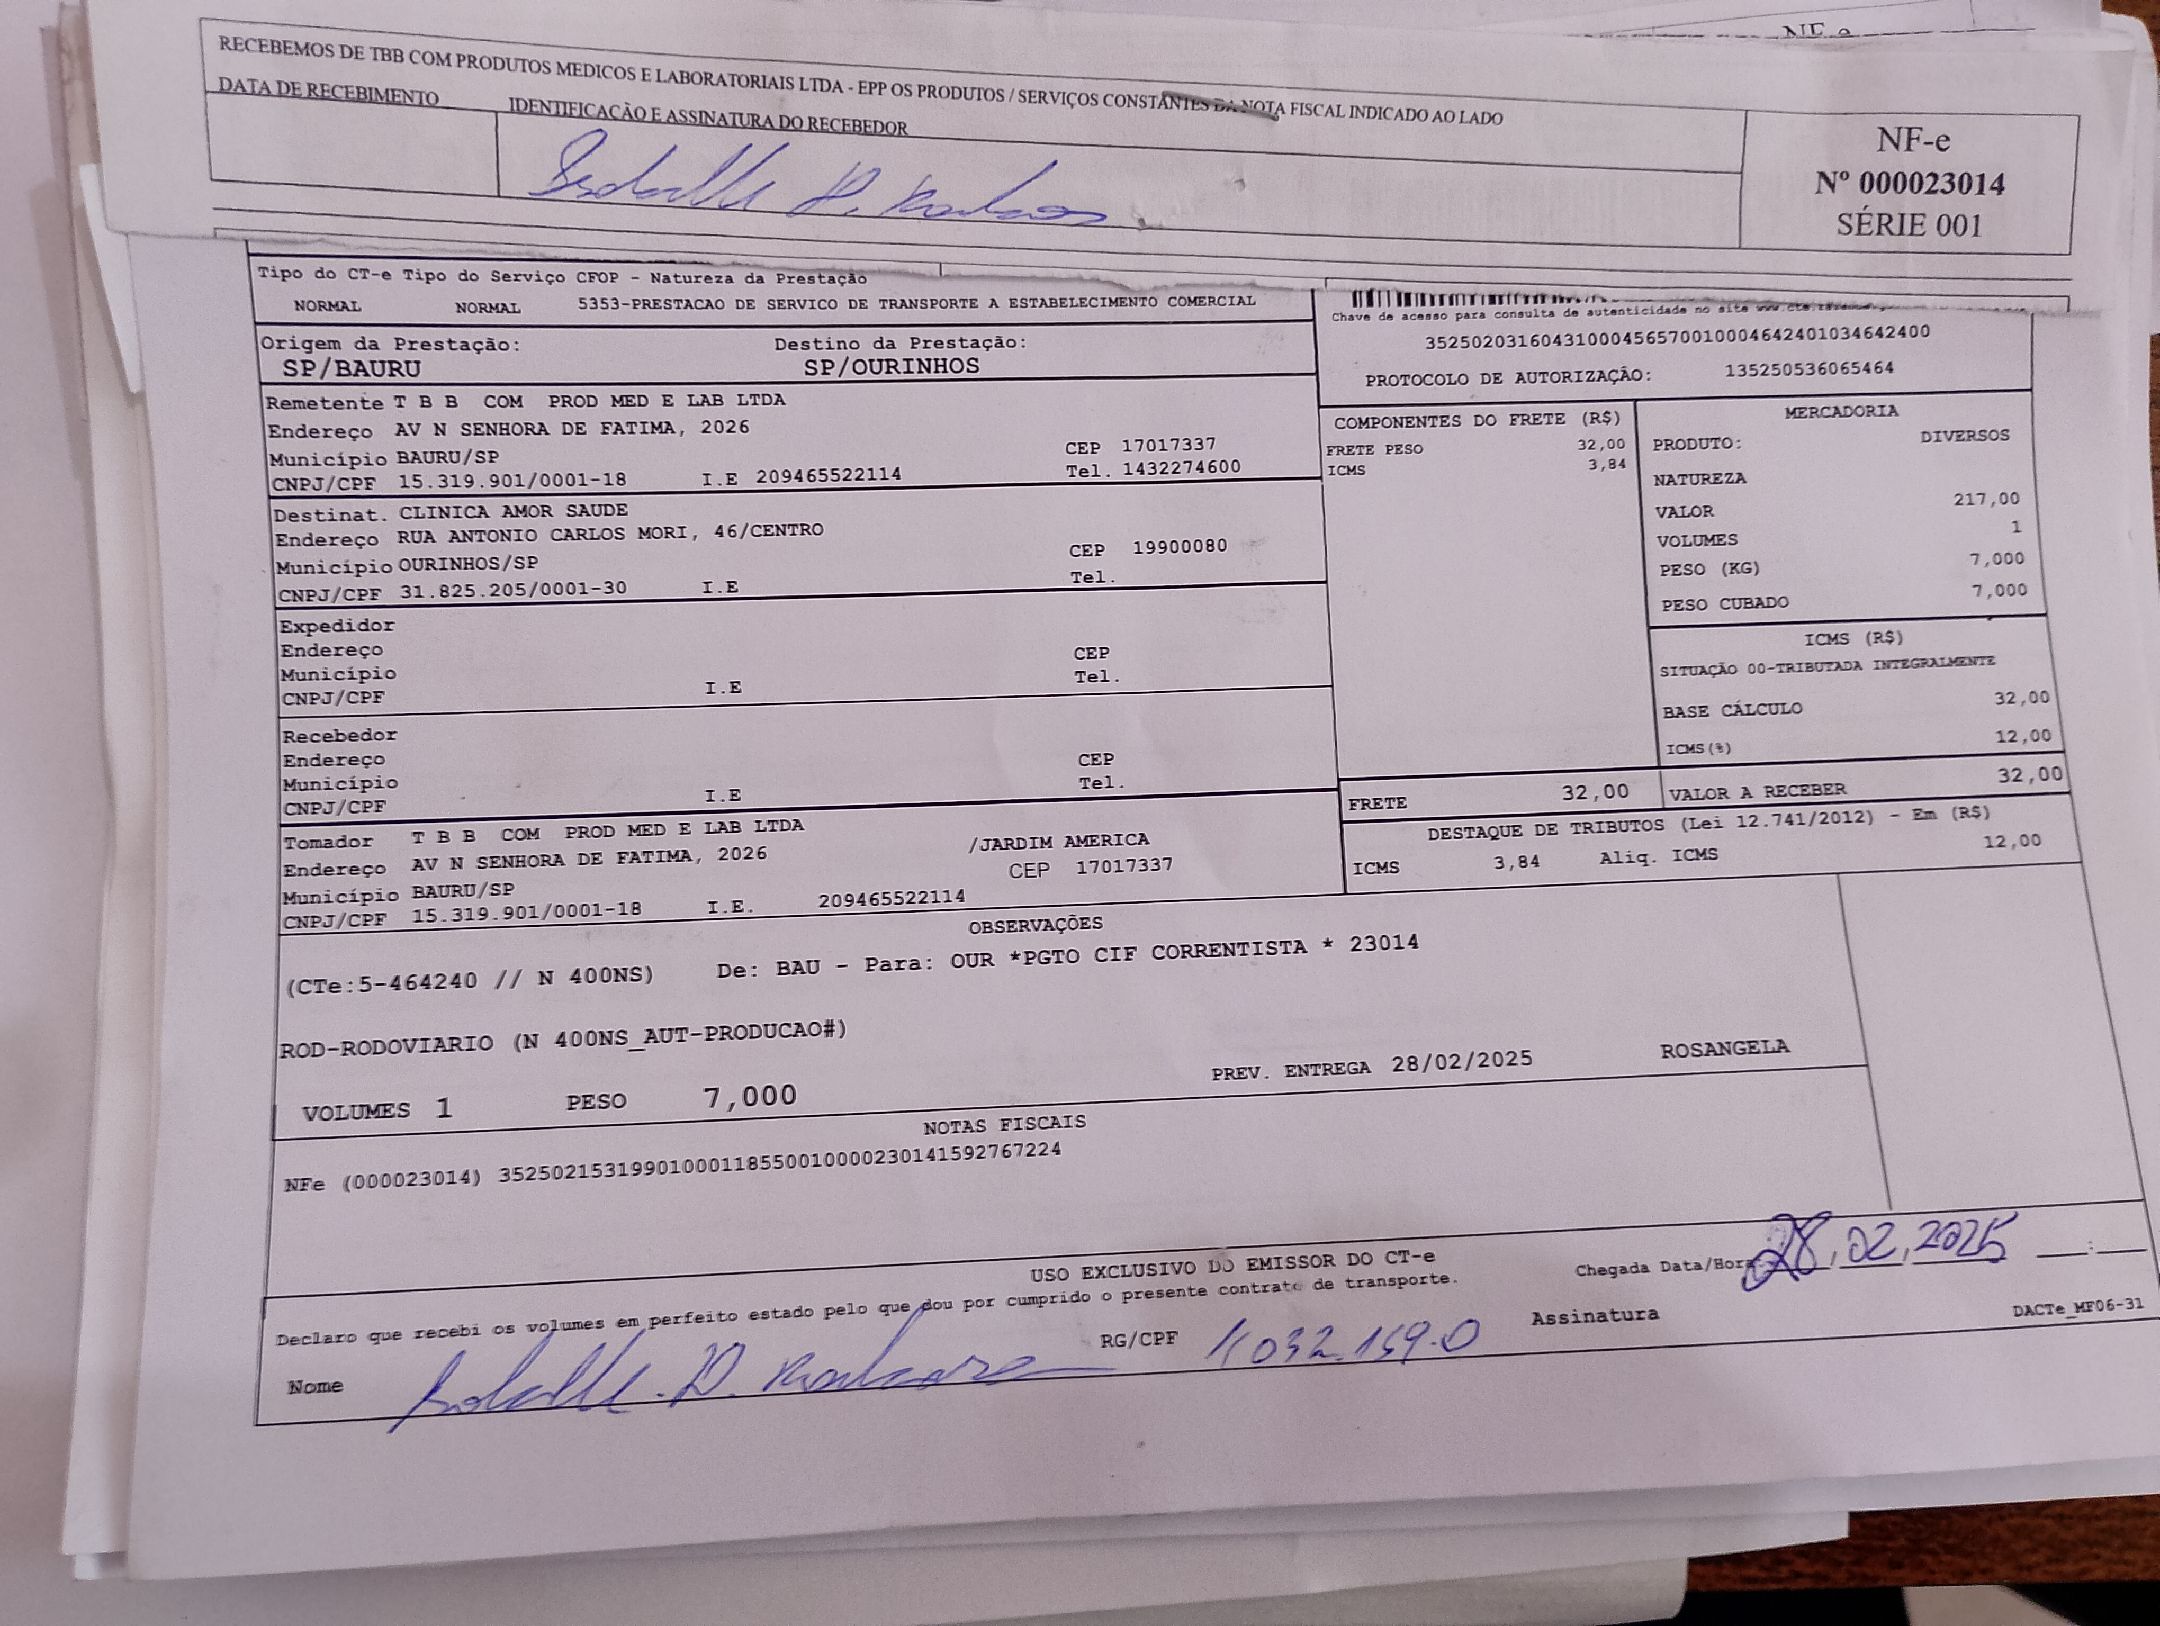 NF-e
RECEBEMOS DE TBB COM PRODUTOS MEDICOS E LABORATORIAIS LTDA - EPP OS PRODUTOS / SERVIÇOS CONSTANTES DA NOTA FISCAL INDICADO AO LADO
DATA DE RECEBIMENTO IDENTIFICAÇÃO E ASSINATURA DO RECEBEDOR
NF-e
Nº 000023014
SÉRIE 001
Tipo do CT-e Tipo do Serviço CFOP - Natureza da Prestação
NORMAL NORMAL 5353-PRESTACAO DE SERVICO DE TRANSPORTE A ESTABELECIMENTO COMERCIAL
Chave de acesso para consulta de autenticidade no site
35250203160431000456570010004642401034642400
PROTOCOLO DE AUTORIZAÇÃO: 135250536065464
Origem da Prestação: Destino da Prestação:
SP/BAURU SP/OURINHOS
Remetente T B B COM PROD MED E LAB LTDA
Endereço AV N SENHORA DE FATIMA, 2026
Município BAURU/SP CEP 17017337
CNPJ/CPF 15.319.901/0001-18 I.E 209465522114 Tel. 1432274600
Destinat. CLINICA AMOR SAUDE
Endereço RUA ANTONIO CARLOS MORI, 46/CENTRO
Município OURINHOS/SP CEP 19900080
CNPJ/CPF 31.825.205/0001-30 I.E Tel.
Expedidor
Endereço
Município CEP
CNPJ/CPF I.E Tel.
Recebedor
Endereço
Município CEP
CNPJ/CPF I.E Tel.
Tomador T B B COM PROD MED E LAB LTDA
Endereço AV N SENHORA DE FATIMA, 2026 /JARDIM AMERICA
Município BAURU/SP CEP 17017337
CNPJ/CPF 15.319.901/0001-18 I.E. 209465522114
COMPONENTES DO FRETE (R$)
FRETE PESO 32,00
ICMS 3,84
MERCADORIA
PRODUTO: DIVERSOS
NATUREZA
VALOR 217,00
VOLUMES 1
PESO (KG) 7,000
PESO CUBADO 7,000
ICMS (R$)
SITUAÇÃO 00-TRIBUTADA INTEGRALMENTE
BASE CÁLCULO 32,00
ICMS(%) 12,00
FRETE 32,00 VALOR A RECEBER 32,00
DESTAQUE DE TRIBUTOS (Lei 12.741/2012) - Em (R$)
ICMS 3,84 Aliq. ICMS 12,00
OBSERVAÇÕES
(CTe:5-464240 // N 400NS) De: BAU - Para: OUR *PGTO CIF CORRENTISTA * 23014
ROD-RODOVIARIO (N 400NS_AUT-PRODUCAO#)
VOLUMES 1 PESO 7,000 PREV. ENTREGA 28/02/2025 ROSANGELA
NOTAS FISCAIS
NFe (000023014) 35250215319901000118550010000230141592767224
USO EXCLUSIVO DO EMISSOR DO CT-e
Chegada Data/Hora 28,02,2025 __:__
Declaro que recebi os volumes em perfeito estado pelo que dou por cumprido o presente contrato de transporte.
Nome RG/CPF Assinatura
DACTe_MF06-31